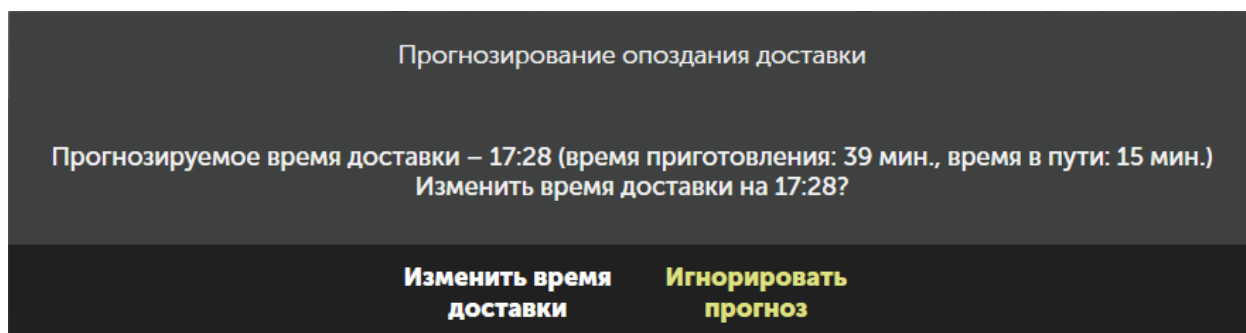 Прогнозирование опоздания доставки
Прогнозируемое время доставки – 17:28 (время приготовления: 39 мин., время в пути: 15 мин.)
Изменить время доставки на 17:28?
Изменить время
доставки
Игнорировать
прогноз